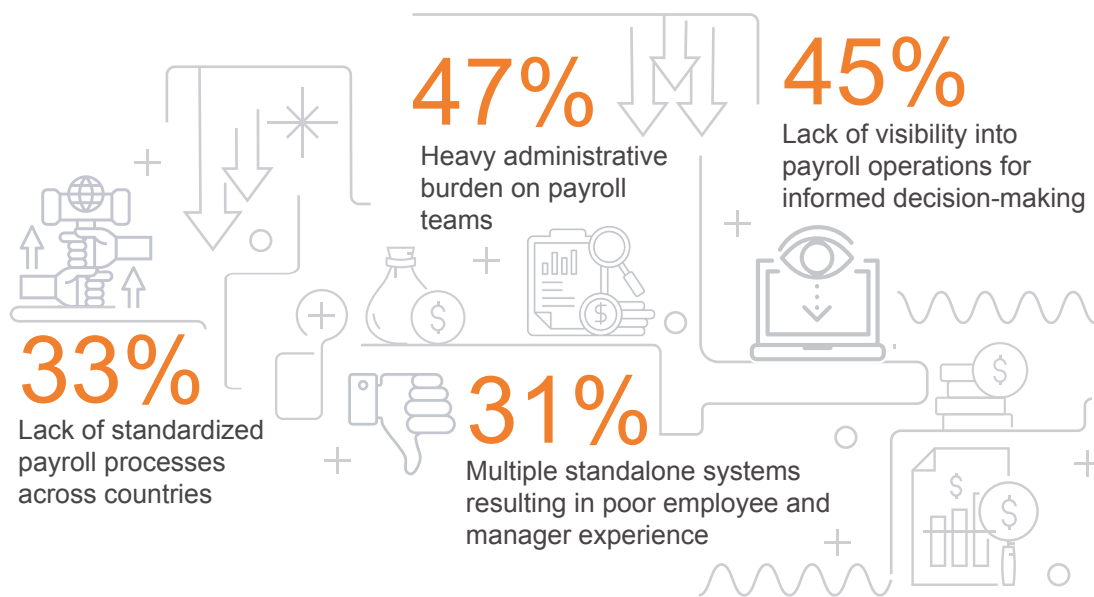 47%
Heavy administrative
burden on payroll
teams
45%
Lack of visibility into
payroll operations for
informed decision-making
$
$
$
33%
Lack of standardized
payroll processes
across countries
31%
Multiple standalone systems
resulting in poor employee and
manager experience
$
$